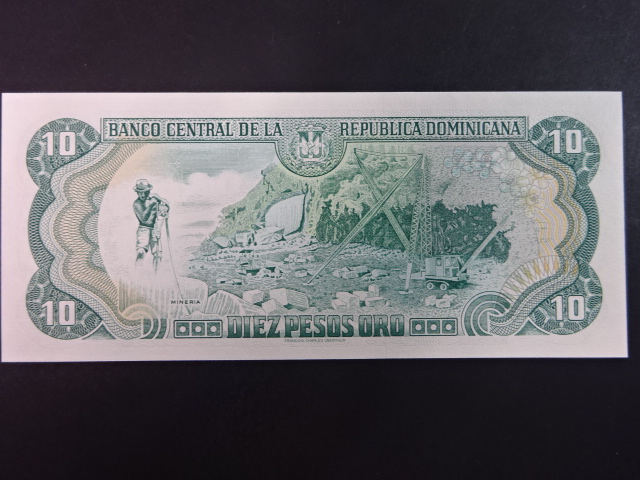 10 BANCO CENTRAL DE LA REPUBLICA DOMINICANA 10
MINERIA
10 DIEZ PESOS ORO 10